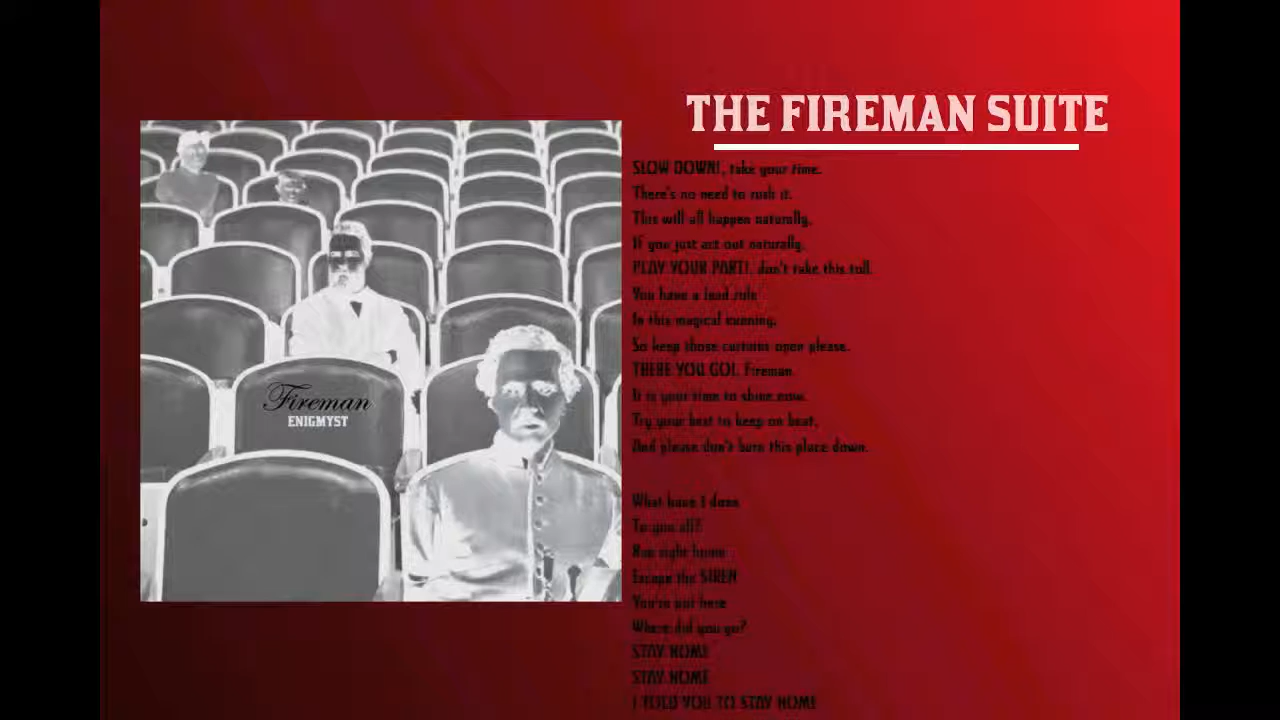 THE FIREMAN SUITE
SLOW DOWN!, take your time.
There's no need to rush it.
This will all happen naturally,
If you just act out naturally.
PLAY YOUR PART!, don't take this toll.
You have a lead role
In this magical evening,
So keep those curtains open please.
THERE YOU GO!, Fireman.
It is your time to shine now.
Try your best to keep on beat,
And please don't burn this place down.
What have I done
To you all?
Run right home
Escape the SIREN
You're out here
Where did you go?
STAY HOME
STAY HOME
I TOLD YOU TO STAY HOME
Fireman
ENIGMYST